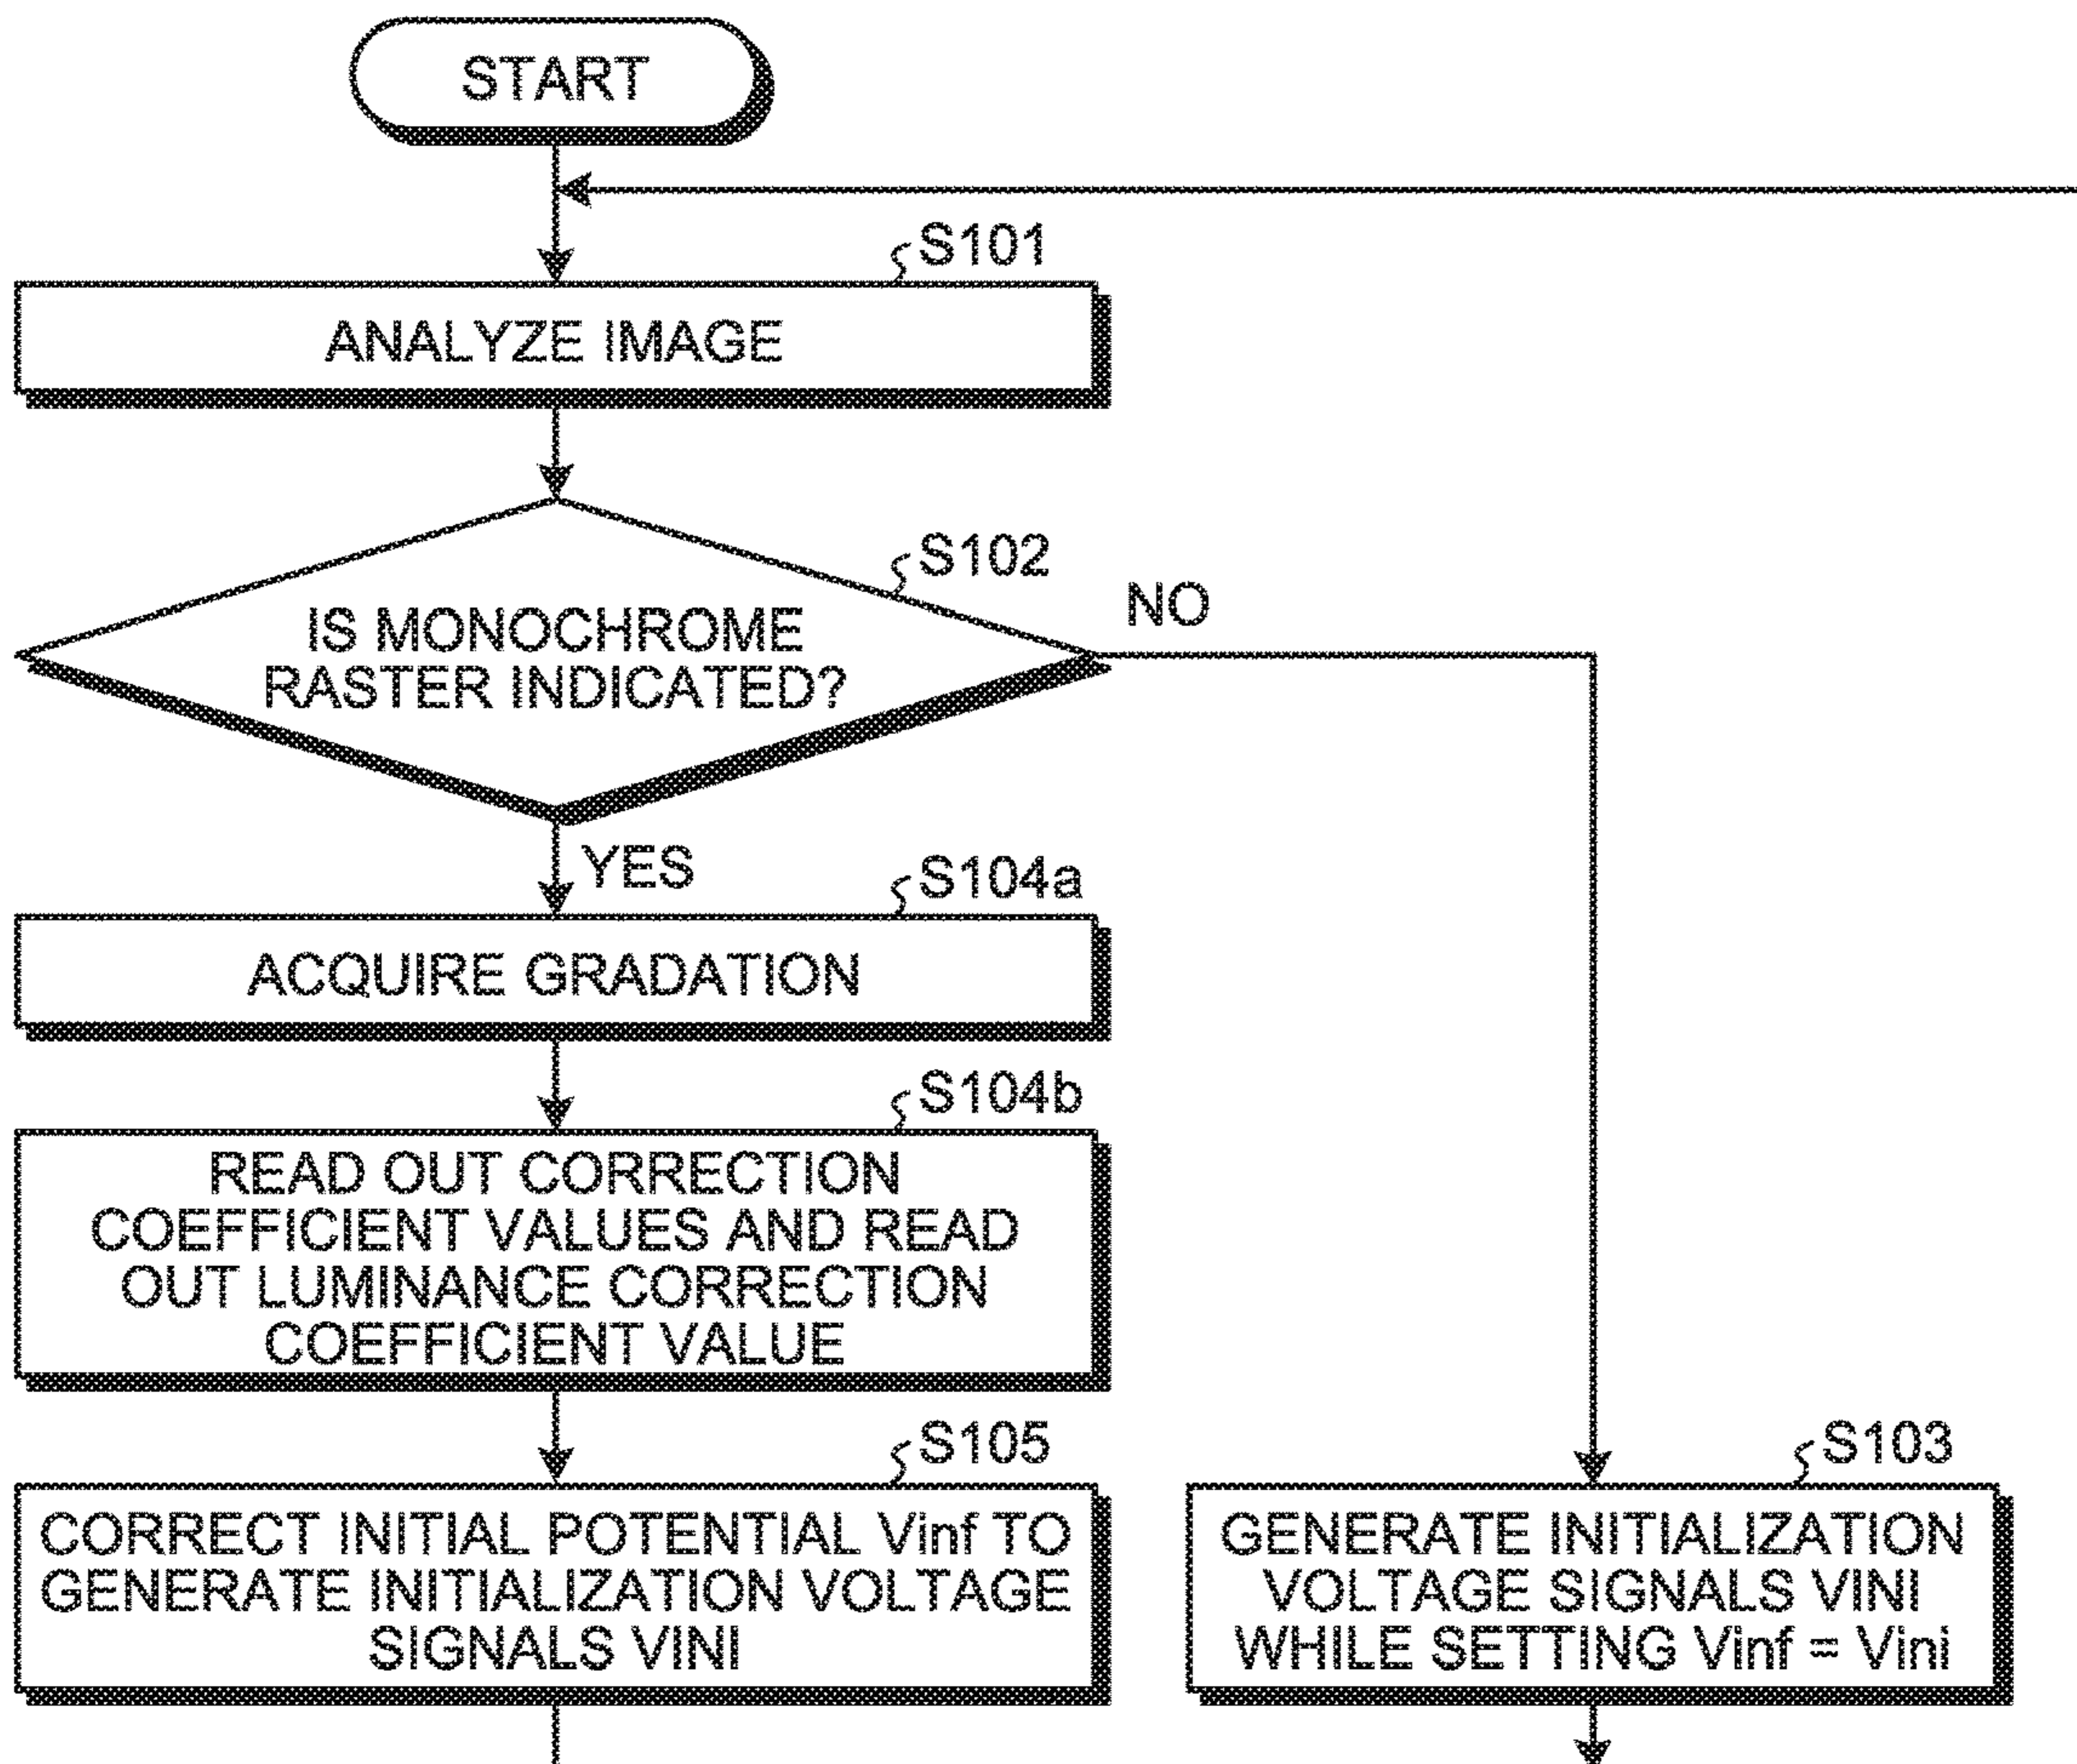 START
S101
ANALYZE IMAGE
S102
IS MONOCHROME
RASTER INDICATED?
NO
YES
S104a
ACQUIRE GRADATION
S104b
READ OUT CORRECTION
COEFFICIENT VALUES AND READ
OUT LUMINANCE CORRECTION
COEFFICIENT VALUE
S105
CORRECT INITIAL POTENTIAL Vinf TO
GENERATE INITIALIZATION VOLTAGE
SIGNALS VINI
S103
GENERATE INITIALIZATION
VOLTAGE SIGNALS VINI
WHILE SETTING Vinf = Vini